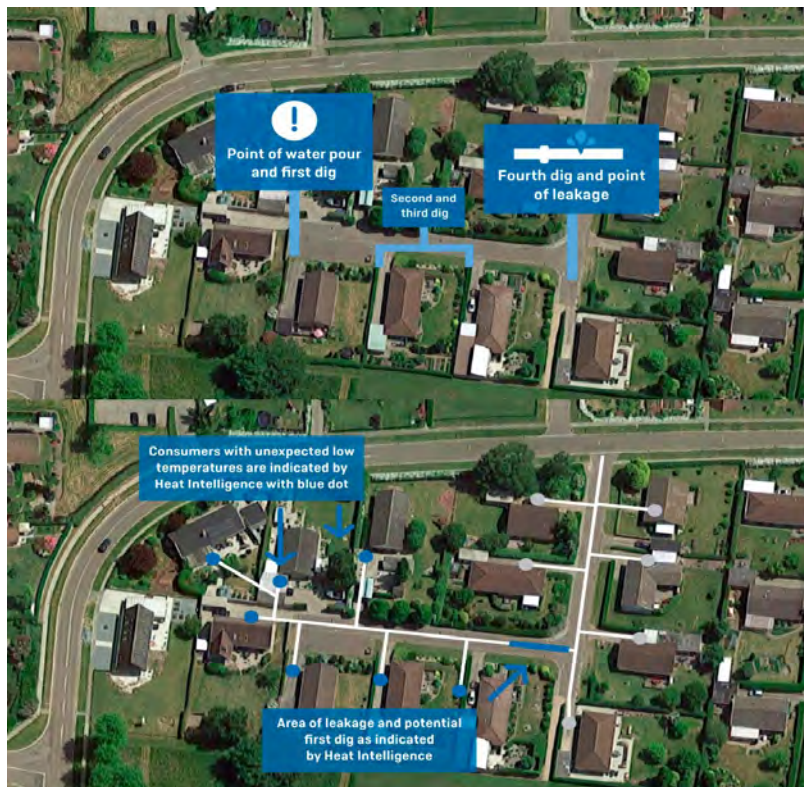 Point of water pour
and first dig
Second and
third dig
Fourth dig and point
of leakage
Consumers with unexpected low
temperatures are indicated by
Heat Intelligence with blue dot
Area of leakage and potential
first dig as indicated
by Heat Intelligence